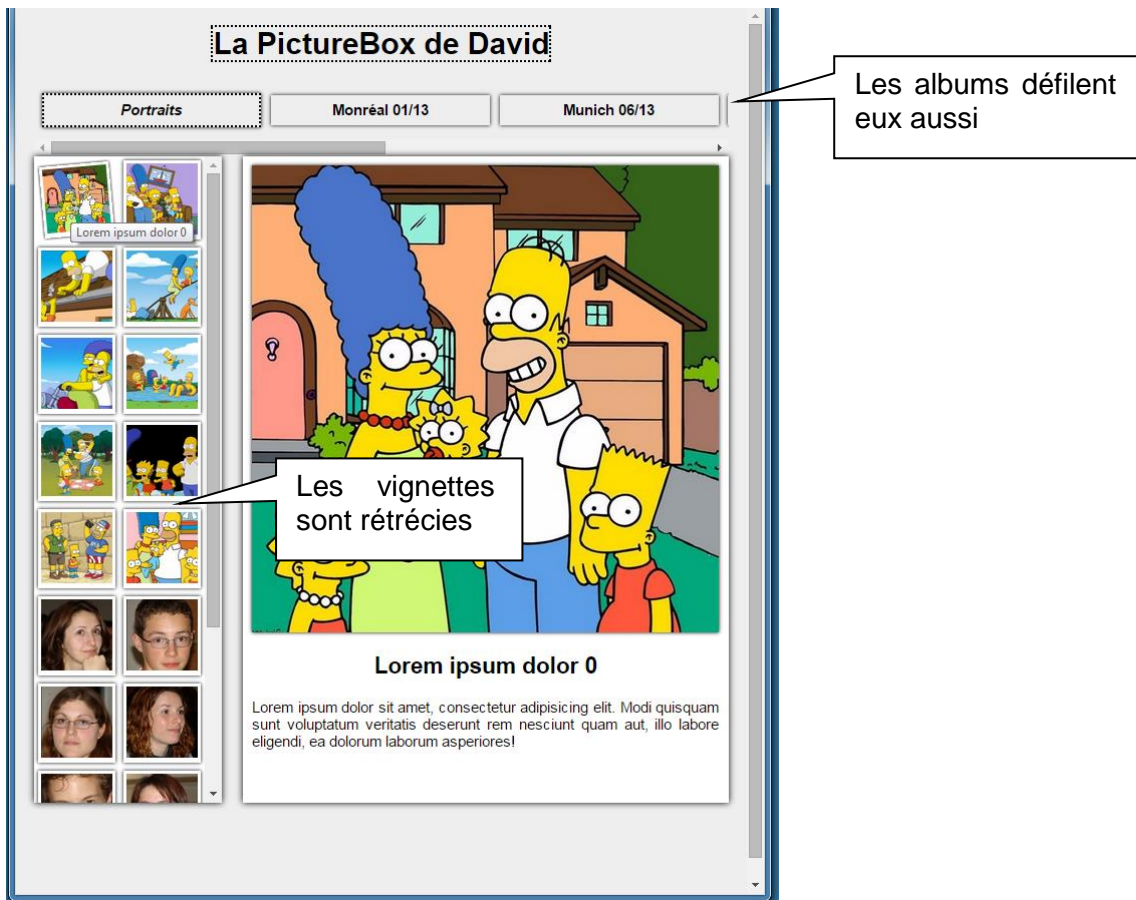 La PictureBox de David
Les albums défilent
eux aussi
Portraits
Monréal 01/13
Munich 06/13
Lorem ipsum dolor 0
Les vignettes
sont rétrécies
Lorem ipsum dolor 0
Lorem ipsum dolor sit amet, consectetur adipisicing elit. Modi quisquam
sunt voluptatum veritatis deserunt rem nesciunt quam aut, illo labore
eligendi, ea dolorum laborum asperiores!